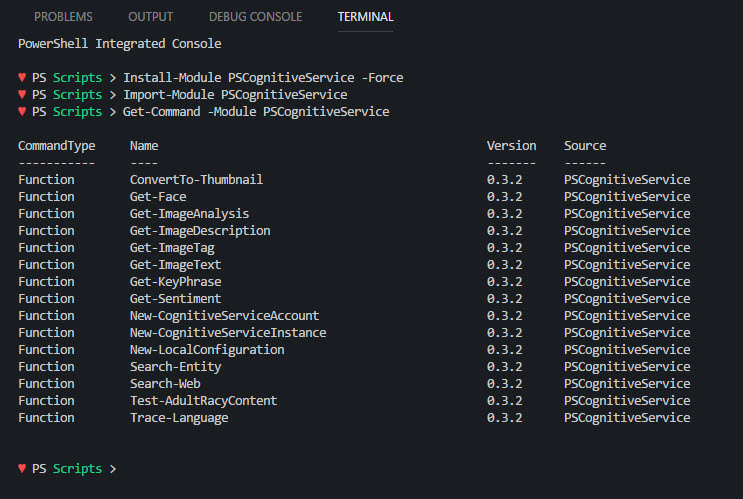 PROBLEMS OUTPUT DEBUG CONSOLE TERMINAL
PowerShell Integrated Console
♥ PS Scripts > Install-Module PSCognitiveService -Force
♥ PS Scripts > Import-Module PSCognitiveService
♥ PS Scripts > Get-Command -Module PSCognitiveService
CommandType Name Version Source
----------- ---- ------- ------
Function ConvertTo-Thumbnail 0.3.2 PSCognitiveService
Function Get-Face 0.3.2 PSCognitiveService
Function Get-ImageAnalysis 0.3.2 PSCognitiveService
Function Get-ImageDescription 0.3.2 PSCognitiveService
Function Get-ImageTag 0.3.2 PSCognitiveService
Function Get-ImageText 0.3.2 PSCognitiveService
Function Get-KeyPhrase 0.3.2 PSCognitiveService
Function Get-Sentiment 0.3.2 PSCognitiveService
Function New-CognitiveServiceAccount 0.3.2 PSCognitiveService
Function New-CognitiveServiceInstance 0.3.2 PSCognitiveService
Function New-LocalConfiguration 0.3.2 PSCognitiveService
Function Search-Entity 0.3.2 PSCognitiveService
Function Search-Web 0.3.2 PSCognitiveService
Function Test-AdultRacyContent 0.3.2 PSCognitiveService
Function Trace-Language 0.3.2 PSCognitiveService
♥ PS Scripts >